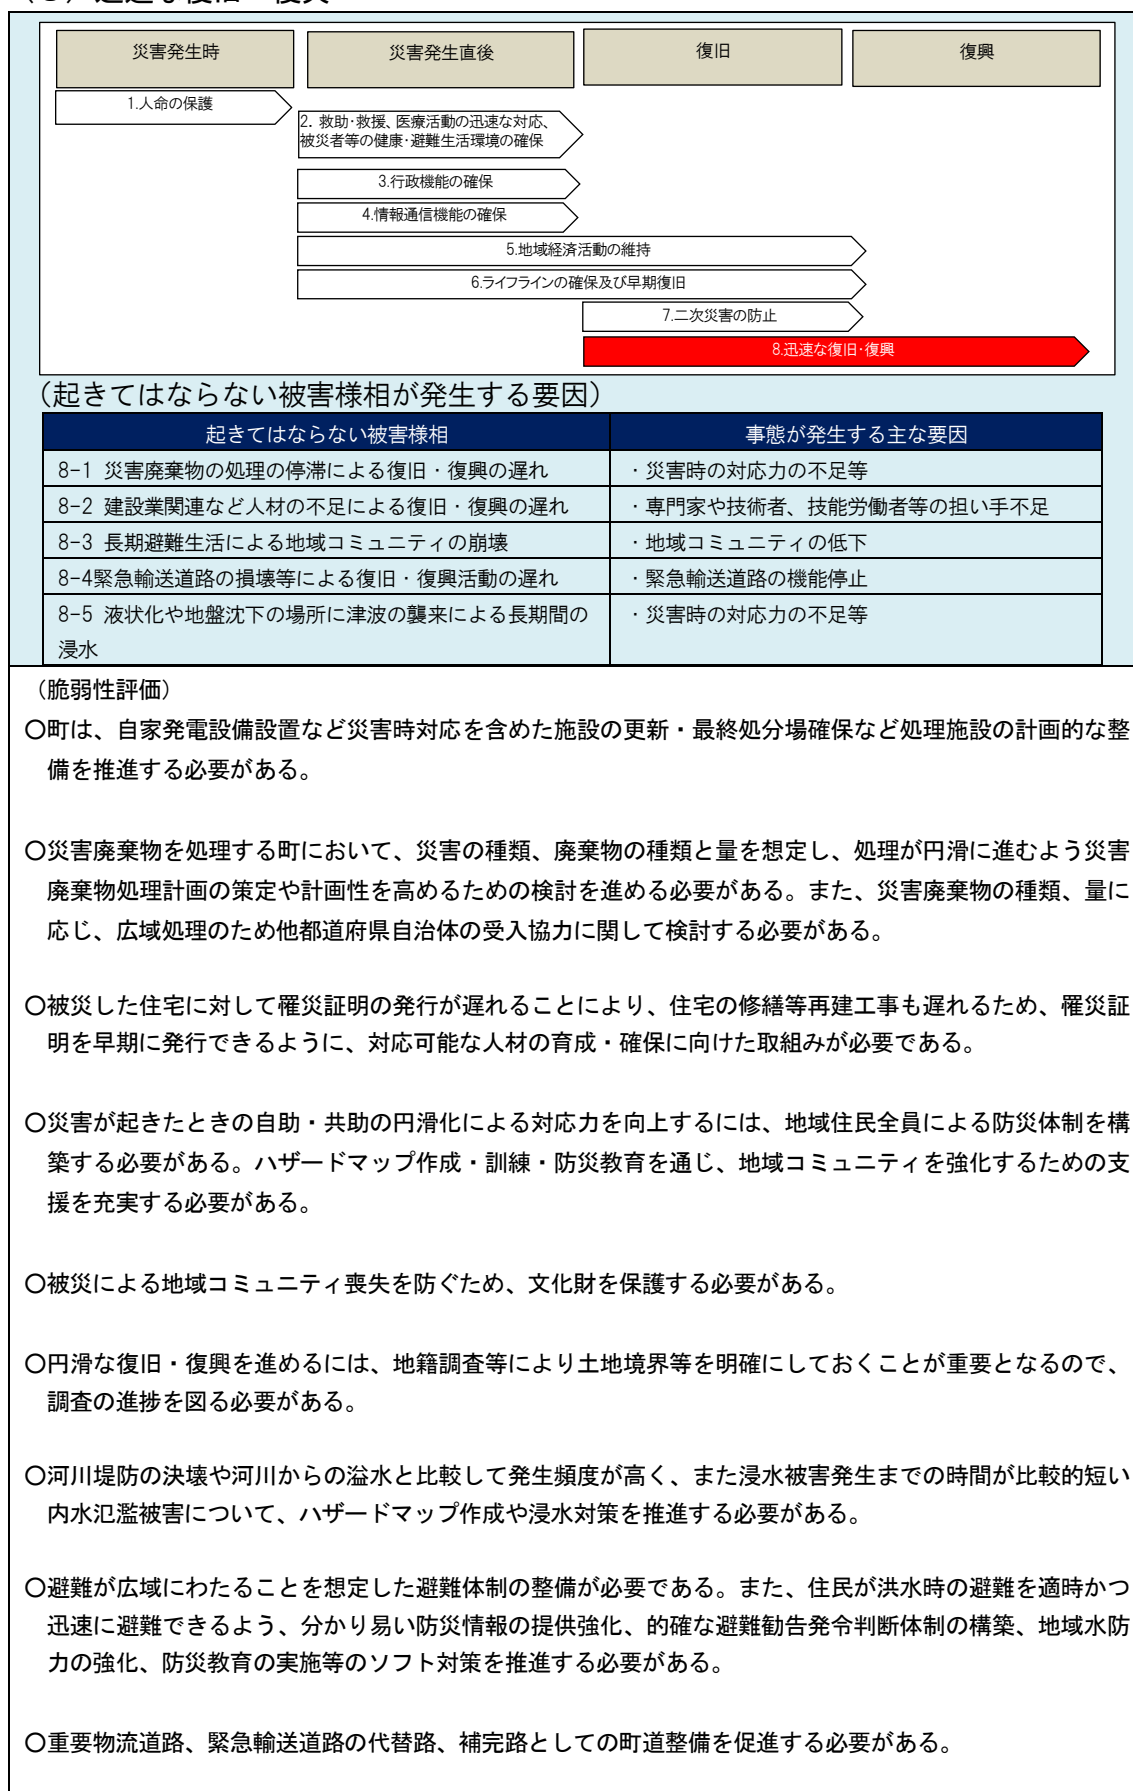 災害発生時
災害発生直後
復旧
復興
1.人命の保護
2. 救助・救援、医療活動の迅速な対応、
被災者等の健康・避難生活環境の確保
3.行政機能の確保
4.情報通信機能の確保
5.地域経済活動の維持
6.ライフラインの確保及び早期復旧
7.二次災害の防止
8.迅速な復旧・復興
(起きてはならない被害様相が発生する要因)
起きてはならない被害様相
事態が発生する主な要因
8-1 災害廃棄物の処理の停滞による復旧・復興の遅れ
・災害時の対応力の不足等
8-2 建設業関連など人材の不足による復旧・復興の遅れ
・専門家や技術者、技能労働者等の担い手不足
8-3 長期避難生活による地域コミュニティの崩壊
・地域コミュニティの低下
8-4緊急輸送道路の損壊等による復旧・復興活動の遅れ
・緊急輸送道路の機能停止
8-5 液状化や地盤沈下の場所に津波の襲来による長期間の
浸水
・災害時の対応力の不足等
(脆弱性評価)
〇町は、自家発電設備設置など災害時対応を含めた施設の更新・最終処分場確保など処理施設の計画的な整
備を推進する必要がある。
〇災害廃棄物を処理する町において、災害の種類、廃棄物の種類と量を想定し、処理が円滑に進むよう災害
廃棄物処理計画の策定や計画性を高めるための検討を進める必要がある。また、災害廃棄物の種類、量に
応じ、広域処理のため他都道府県自治体の受入協力に関して検討する必要がある。
〇被災した住宅に対して罹災証明の発行が遅れることにより、住宅の修繕等再建工事も遅れるため、罹災証
明を早期に発行できるように、対応可能な人材の育成・確保に向けた取組みが必要である。
〇災害が起きたときの自助・共助の円滑化による対応力を向上するには、地域住民全員による防災体制を構
築する必要がある。ハザードマップ作成・訓練・防災教育を通じ、地域コミュニティを強化するための支
援を充実する必要がある。
〇被災による地域コミュニティ喪失を防ぐため、文化財を保護する必要がある。
〇円滑な復旧・復興を進めるには、地籍調査等により土地境界等を明確にしておくことが重要となるので、
調査の進捗を図る必要がある。
〇河川堤防の決壊や河川からの溢水と比較して発生頻度が高く、また浸水被害発生までの時間が比較的短い
内水氾濫被害について、ハザードマップ作成や浸水対策を推進する必要がある。
〇避難が広域にわたることを想定した避難体制の整備が必要である。また、住民が洪水時の避難を適時かつ
迅速に避難できるよう、分かり易い防災情報の提供強化、的確な避難勧告発令判断体制の構築、地域水防
力の強化、防災教育の実施等のソフト対策を推進する必要がある。
〇重要物流道路、緊急輸送道路の代替路、補完路としての町道整備を促進する必要がある。